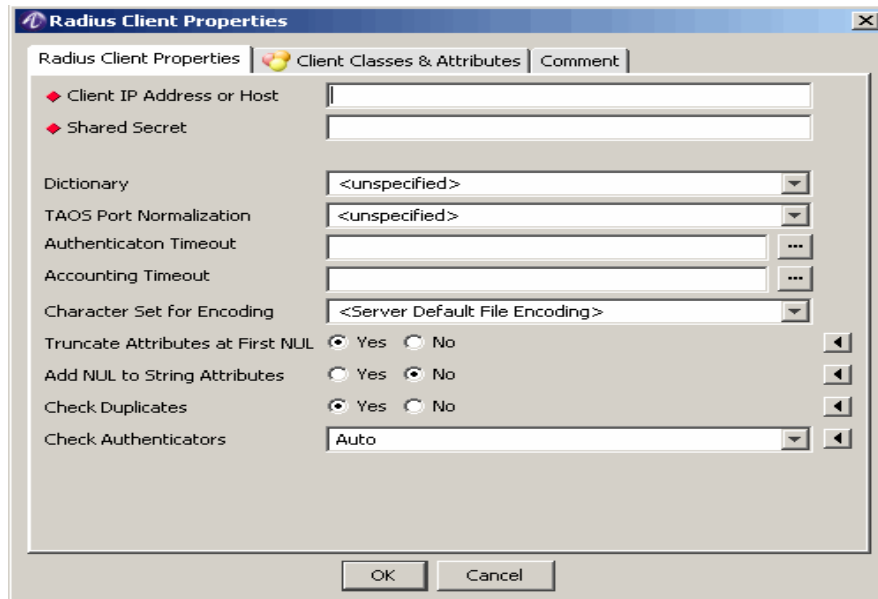 Radius Client Properties
Radius Client Properties Client Classes & Attributes Comment
Client IP Address or Host
Shared Secret
Dictionary <unspecified>
TAOS Port Normalization <unspecified>
Authenticaton Timeout ...
Accounting Timeout ...
Character Set for Encoding <Server Default File Encoding>
Truncate Attributes at First NUL Yes No
Add NUL to String Attributes Yes No
Check Duplicates Yes No
Check Authenticators Auto
OK Cancel